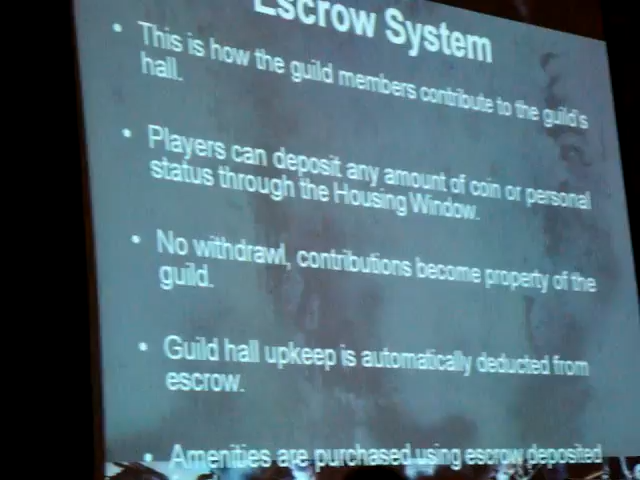 Escrow System
• This is how the guild members contribute to the guild's
hall.
• Players can deposit any amount of coin or personal
status through the Housing Window.
• No withdrawl, contributions become property of the
guild.
• Guild hall upkeep is automatically deducted from
escrow.
• Amenities are purchased using escrow deposited